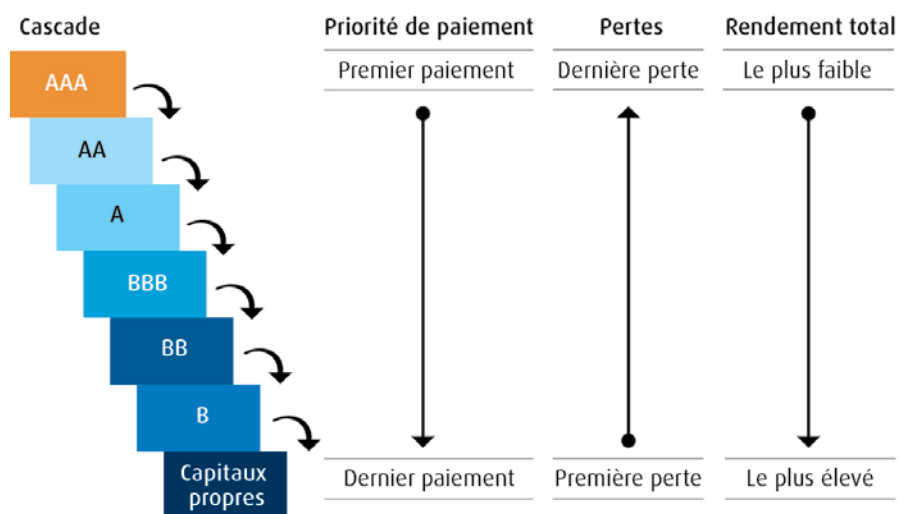 Cascade
Priorité de paiement
Pertes
Rendement total
Premier paiement
Dernière perte
Le plus faible
AAA
AA
A
BBB
BB
B
Capitaux
propres
Dernier paiement
Première perte
Le plus élevé